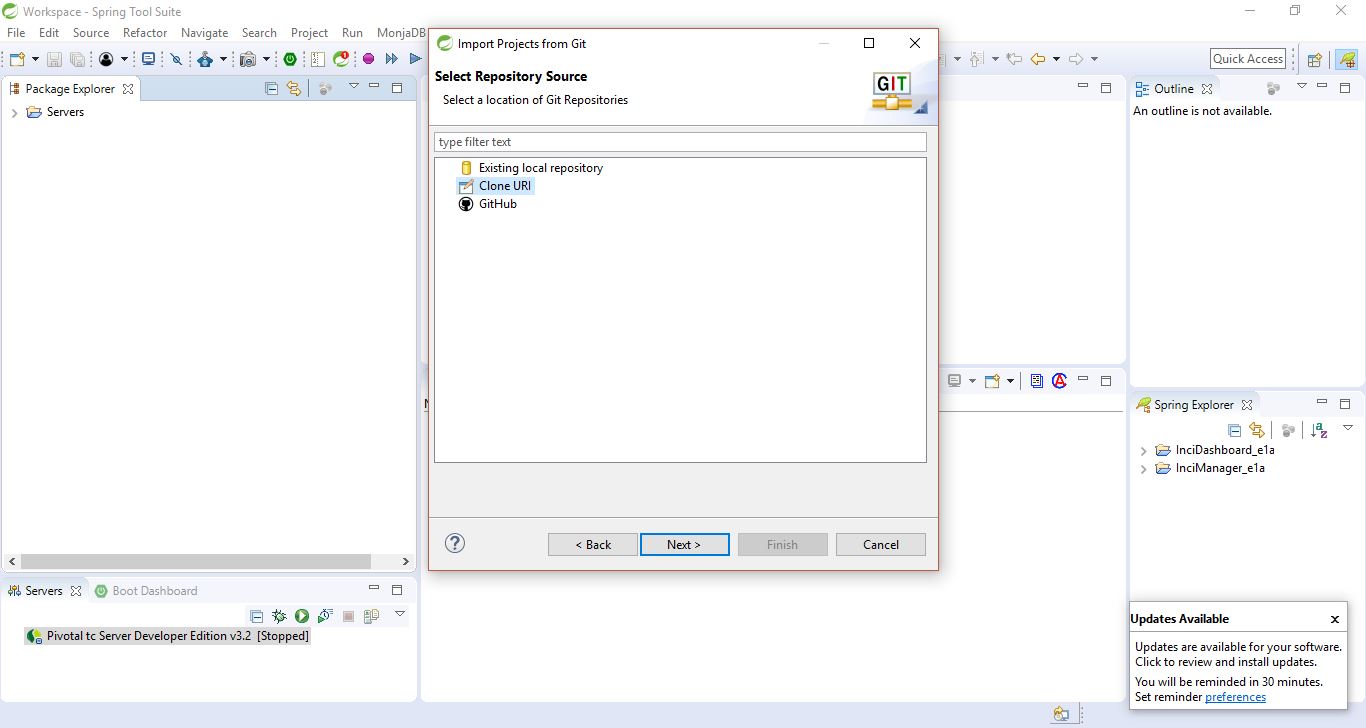 Workspace - Spring Tool Suite
File Edit Source Refactor Navigate Search Project Run MonjaDB
Quick Access
Package Explorer
Servers
Import Projects from Git
Select Repository Source
Select a location of Git Repositories
GIT
type filter text
Existing local repository
Clone URI
GitHub
< Back
Next >
Finish
Cancel
Outline
An outline is not available.
Spring Explorer
InciDashboard_e1a
InciManager_e1a
Servers
Boot Dashboard
Pivotal tc Server Developer Edition v3.2 [Stopped]
Updates Available
x
Updates are available for your software.
Click to review and install updates.
You will be reminded in 30 minutes.
Set reminder preferences